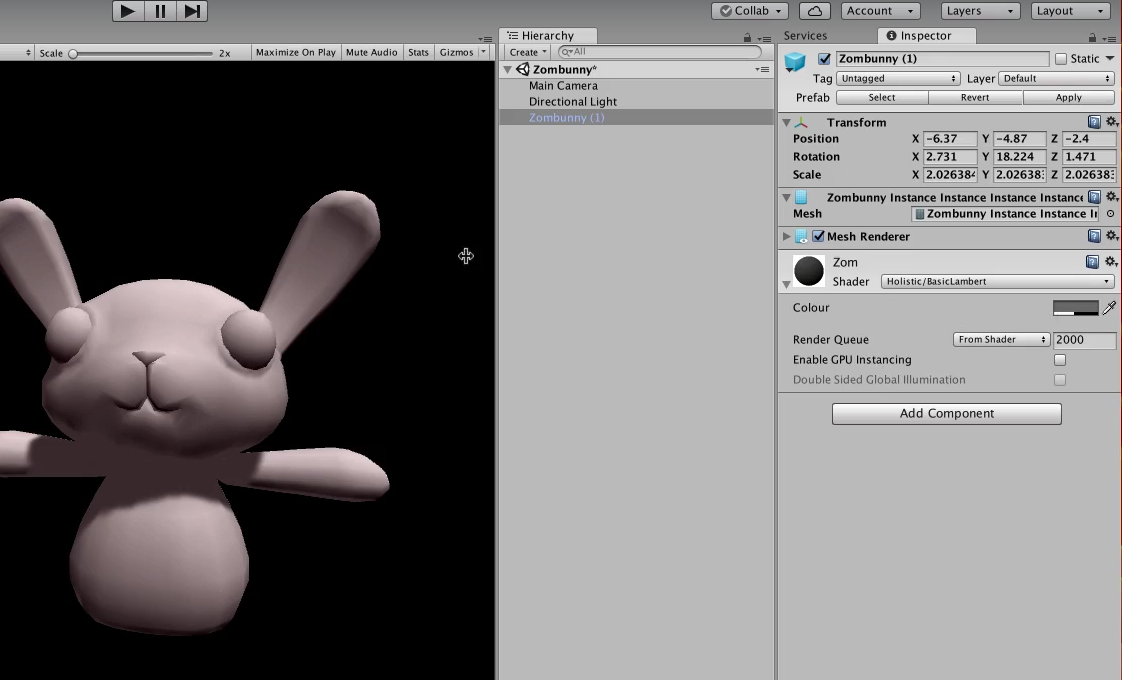 Collab
Account
Layers
Layout
Scale 2x Maximize On Play Mute Audio Stats Gizmos
Hierarchy
Create All
Zombunny*
Main Camera
Directional Light
Zombunny (1)
Services Inspector
Zombunny (1) Static
Tag Untagged Layer Default
Prefab Select Revert Apply
Transform
Position X -6.37 Y -4.87 Z -2.4
Rotation X 2.731 Y 18.224 Z 1.471
Scale X 2.02638 Y 2.02638 Z 2.02638
Zombunny Instance Instance Instance Instance
Mesh Zombunny Instance Instance
Mesh Renderer
Zom
Shader Holistic/BasicLambert
Colour
Render Queue From Shader 2000
Enable GPU Instancing
Double Sided Global Illumination
Add Component